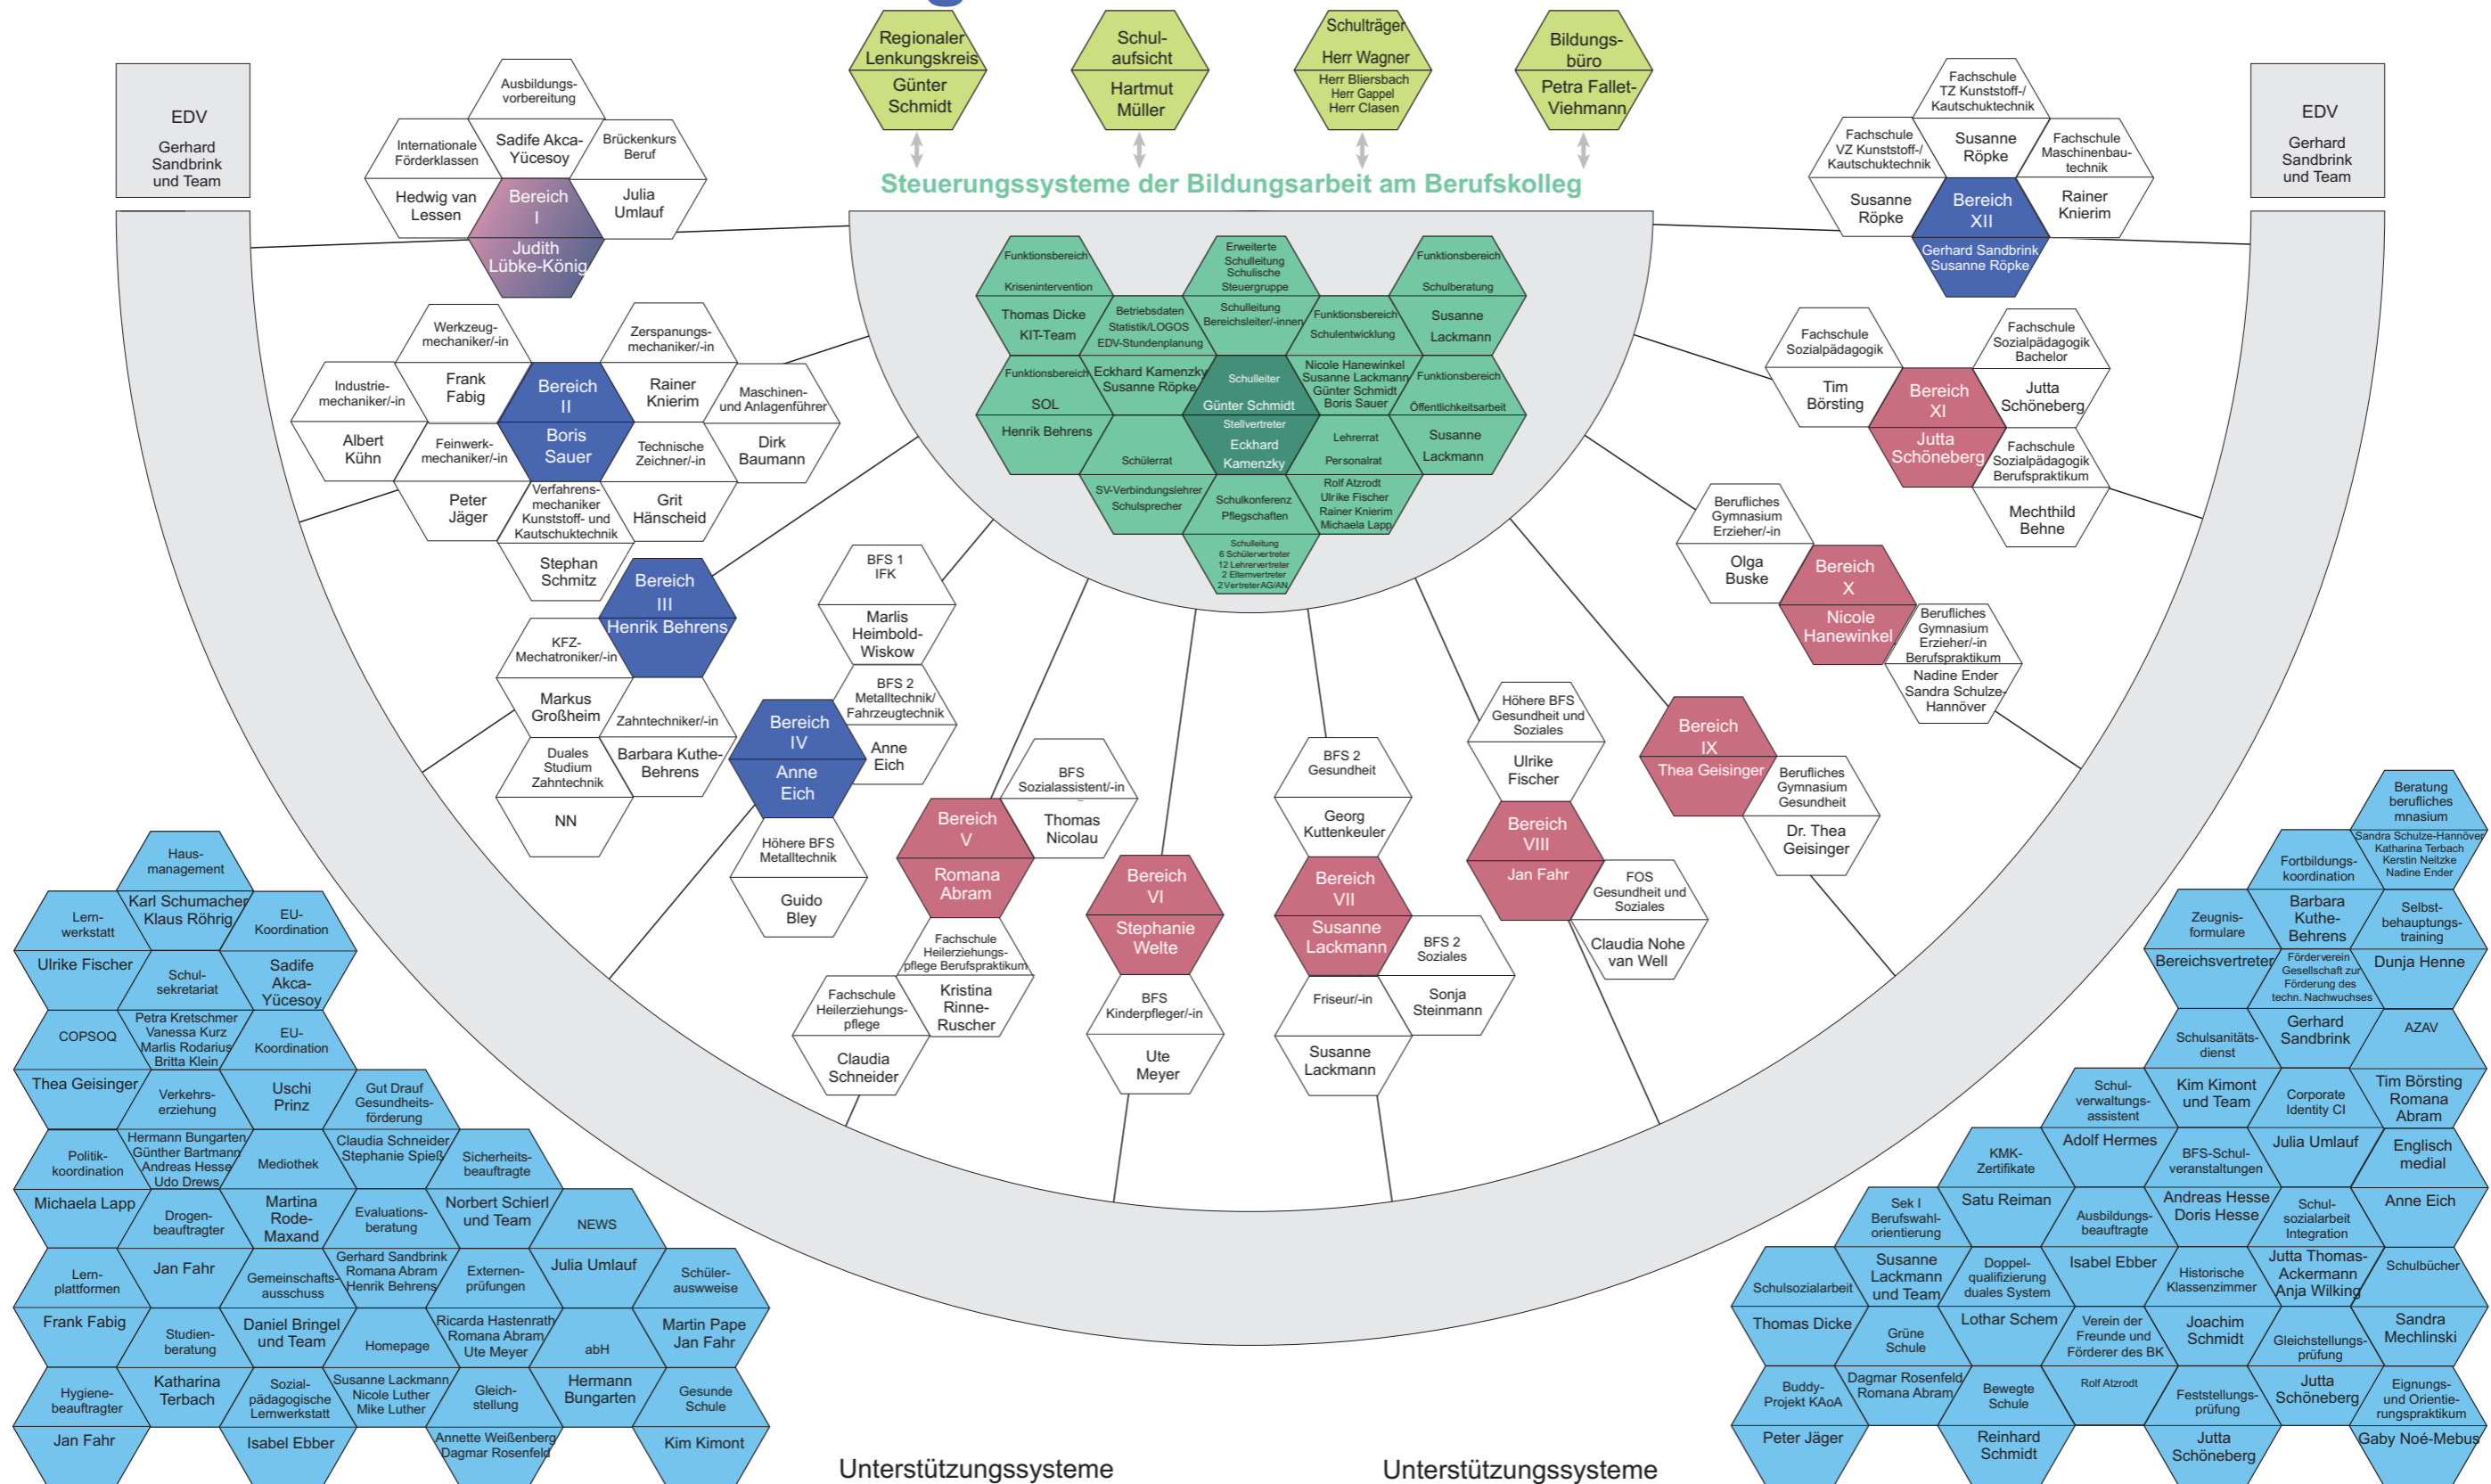 Regionaler
Lenkungskreis
Günter
Schmidt
Schul-
aufsicht
Hartmut
Müller
Schulträger
Herr Wagner
Herr Bliersbach
Herr Gappel
Herr Clasen
Bildungs-
büro
Petra Fallet-
Viehmann
Steuerungssysteme der Bildungsarbeit am Berufskolleg
EDV
Gerhard
Sandbrink
und Team
EDV
Gerhard
Sandbrink
und Team
Ausbildungs-
vorbereitung
Sadife Akca-
Yücesoy
Internationale
Förderklassen
Hedwig van
Lessen
Brückenkurs
Beruf
Julia
Umlauf
Bereich
I
Judith
Lübke-König
Werkzeug-
mechaniker/-in
Frank
Fabig
Zerspanungs-
mechaniker/-in
Rainer
Knierim
Industrie-
mechaniker/-in
Albert
Kühn
Bereich
II
Boris
Sauer
Maschinen-
und Anlagenführer
Dirk
Baumann
Feinwerk-
mechaniker/-in
Peter
Jäger
Technische
Zeichner/-in
Grit
Hänscheid
Verfahrens-
mechaniker
Kunststoff- und
Kautschuktechnik
Stephan
Schmitz
Bereich
III
Henrik Behrens
KFZ-
Mechatroniker/-in
Markus
Großheim
Zahntechniker/-in
Barbara Kuthe-
Behrens
Duales
Studium
Zahntechnik
NN
BFS 1
IFK
Marlis
Heimbold-
Wiskow
BFS 2
Metalltechnik/
Fahrzeugtechnik
Anne
Eich
Bereich
IV
Anne
Eich
Höhere BFS
Metalltechnik
Guido
Bley
BFS
Sozialassistent/-in
Thomas
Nicolau
Bereich
V
Romana
Abram
Fachschule
Heilerziehungs-
pflege Berufspraktikum
Kristina
Rinne-
Ruscher
Fachschule
Heilerziehungs-
pflege
Claudia
Schneider
Bereich
VI
Stephanie
Welte
BFS
Kinderpfleger/-in
Ute
Meyer
BFS 2
Gesundheit
Georg
Kuttenkeuler
Bereich
VII
Susanne
Lackmann
BFS 2
Soziales
Sonja
Steinmann
Friseur/-in
Susanne
Lackmann
Höhere BFS
Gesundheit und
Soziales
Ulrike
Fischer
Bereich
VIII
Jan Fahr
FOS
Gesundheit und
Soziales
Claudia Nohe
van Well
Bereich
IX
Thea Geisinger
Berufliches
Gymnasium
Gesundheit
Dr. Thea
Geisinger
Berufliches
Gymnasium
Erzieher/-in
Olga
Buske
Bereich
X
Nicole
Hanewinkel
Berufliches
Gymnasium
Erzieher/-in
Berufspraktikum
Nadine Ender
Sandra Schulze-
Hannöver
Fachschule
Sozialpädagogik
Tim
Börsting
Fachschule
Sozialpädagogik
Bachelor
Jutta
Schöneberg
Bereich
XI
Jutta
Schöneberg
Fachschule
Sozialpädagogik
Berufspraktikum
Mechthild
Behne
Fachschule
TZ Kunststoff-/
Kautschuktechnik
Susanne
Röpke
Fachschule
VZ Kunststoff-/
Kautschuktechnik
Susanne
Röpke
Fachschule
Maschinenbau-
technik
Rainer
Knierim
Bereich
XII
Gerhard Sandbrink
Susanne Röpke
Funktionsbereich
Krisenintervention
Thomas Dicke
KIT-Team
Erweiterte
Schulleitung
Schulische
Steuergruppe
Schulleitung
Bereichsleiter/-innen
Funktionsbereich
Schulberatung
Susanne
Lackmann
Betriebsdaten
Statistik/LOGOS
EDV-Stundenplanung
Eckhard Kamenzky
Susanne Röpke
Funktionsbereich
Schulentwicklung
Nicole Hanewinkel
Susanne Lackmann
Günter Schmidt
Boris Sauer
Funktionsbereich
SOL
Henrik Behrens
Schulleiter
Günter Schmidt
Stellvertreter
Eckhard
Kamenzky
Funktionsbereich
Öffentlichkeitsarbeit
Susanne
Lackmann
Schülerrat
SV-Verbindungslehrer
Schulsprecher
Lehrerrat
Personalrat
Rolf Atzrodt
Ulrike Fischer
Rainer Knierim
Michaela Lapp
Schulkonferenz
Pflegschaften
Schulleitung
6 Schülervertreter
12 Lehrervertreter
2 Elternvertreter
2 Vertreter AG/AN
Haus-
management
Karl Schumacher
Klaus Röhrig
Lern-
werkstatt
Ulrike Fischer
EU-
Koordination
Sadife
Akca-
Yücesoy
Schul-
sekretariat
Petra Kretschmer
Vanessa Kurz
Marlis Rodarius
Britta Klein
COPSOQ
Thea Geisinger
EU-
Koordination
Uschi
Prinz
Verkehrs-
erziehung
Hermann Bungarten
Günther Bartmann
Andreas Hesse
Udo Drews
Gut Drauf
Gesundheits-
förderung
Claudia Schneider
Stephanie Spieß
Politik-
koordination
Michaela Lapp
Mediothek
Martina
Rode-
Maxand
Sicherheits-
beauftragte
Norbert Schierl
und Team
Drogen-
beauftragter
Jan Fahr
Evaluations-
beratung
Gerhard Sandbrink
Romana Abram
Henrik Behrens
NEWS
Julia Umlauf
Lern-
plattformen
Frank Fabig
Gemeinschafts-
ausschuss
Daniel Bringel
und Team
Externen-
prüfungen
Ricarda Hastenrath
Romana Abram
Ute Meyer
Schüler-
auswweise
Martin Pape
Jan Fahr
Studien-
beratung
Katharina
Terbach
Homepage
Susanne Lackmann
Nicole Luther
Mike Luther
abH
Hermann
Bungarten
Hygiene-
beauftragter
Jan Fahr
Sozial-
pädagogische
Lernwerkstatt
Isabel Ebber
Gleich-
stellung
Annette Weißenberg
Dagmar Rosenfeld
Gesunde
Schule
Kim Kimont
Beratung
berufliches
mnasium
Sandra Schulze-Hannöver
Katharina Terbach
Kerstin Neitzke
Nadine Ender
Fortbildungs-
koordination
Barbara
Kuthe-
Behrens
Zeugnis-
formulare
Bereichsvertreter
Selbst-
behauptungs-
training
Dunja Henne
Förderverein
Gesellschaft zur
Förderung des
techn. Nachwuchses
Gerhard
Sandbrink
Schulsanitäts-
dienst
Kim Kimont
und Team
AZAV
Tim Börsting
Romana
Abram
Schul-
verwaltungs-
assistent
Adolf Hermes
Corporate
Identity CI
Julia Umlauf
KMK-
Zertifikate
Satu Reiman
BFS-Schul-
veranstaltungen
Andreas Hesse
Doris Hesse
Englisch
medial
Anne Eich
Sek I
Berufswahl-
orientierung
Susanne
Lackmann
und Team
Ausbildungs-
beauftragte
Isabel Ebber
Schul-
sozialarbeit
Integration
Jutta Thomas-
Ackermann
Anja Wilking
Schulsozialarbeit
Thomas Dicke
Doppel-
qualifizierung
duales System
Lothar Schem
Historische
Klassenzimmer
Joachim
Schmidt
Schulbücher
Sandra
Mechlinski
Grüne
Schule
Dagmar Rosenfeld
Romana Abram
Verein der
Freunde und
Förderer des BK
Rolf Atzrodt
Gleichstellungs-
prüfung
Jutta
Schöneberg
Buddy-
Projekt KAoA
Peter Jäger
Bewegte
Schule
Reinhard
Schmidt
Feststellungs-
prüfung
Jutta
Schöneberg
Eignungs-
und Orientie-
rungspraktikum
Gaby Noé-Mebus
Unterstützungssysteme
Unterstützungssysteme